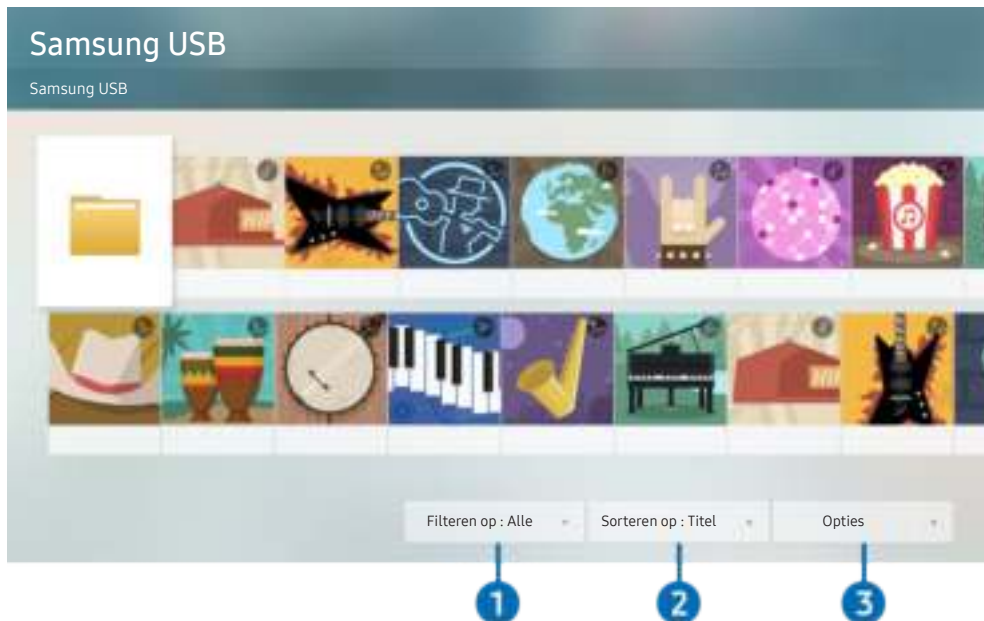 Samsung USB
Samsung USB
Filteren op : Alle
Sorteren op : Titel
Opties
1
2
3